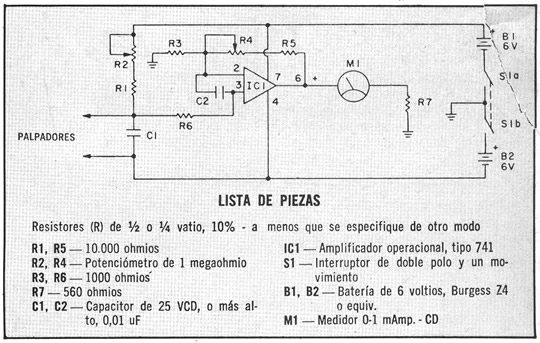 R3
R4
R5
B1
6V
R2
2
7
6
+
M1
S1a
IC1
R1
C2
3
4
R7
R6
S1b
PALPADORES
C1
+
+
B2
6V
LISTA DE PIEZAS
Resistores (R) de ½ o ¼ vatio, 10% - a menos que se especifique de otro modo
R1, R5 — 10.000 ohmios
R2, R4 — Potenciómetro de 1 megaohmio
R3, R6 — 1000 ohmios
R7 — 560 ohmios
C1, C2 — Capacitor de 25 VCD, o más al-
to, 0,01 uF
IC1 — Amplificador operacional, tipo 741
S1 — Interruptor de doble polo y un mo-
vimiento
B1, B2 — Batería de 6 voltios, Burgess Z4
o equiv.
M1 — Medidor 0-1 mAmp. - CD